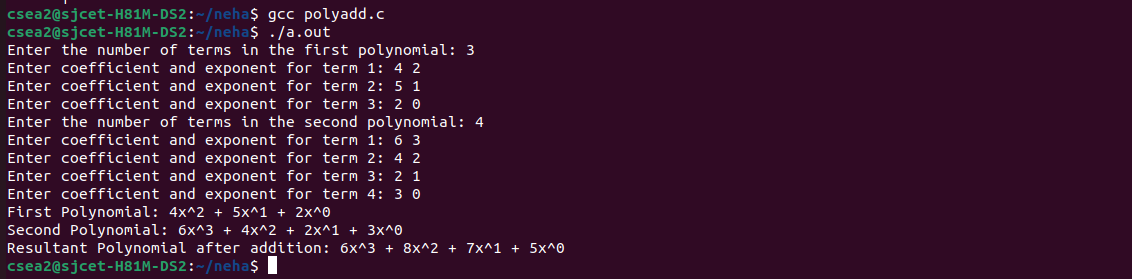 csea2@sjcet-H81M-DS2:~/neha$ gcc polyadd.c
csea2@sjcet-H81M-DS2:~/neha$ ./a.out
Enter the number of terms in the first polynomial: 3
Enter coefficient and exponent for term 1: 4 2
Enter coefficient and exponent for term 2: 5 1
Enter coefficient and exponent for term 3: 2 0
Enter the number of terms in the second polynomial: 4
Enter coefficient and exponent for term 1: 6 3
Enter coefficient and exponent for term 2: 4 2
Enter coefficient and exponent for term 3: 2 1
Enter coefficient and exponent for term 4: 3 0
First Polynomial: 4x^2 + 5x^1 + 2x^0
Second Polynomial: 6x^3 + 4x^2 + 2x^1 + 3x^0
Resultant Polynomial after addition: 6x^3 + 8x^2 + 7x^1 + 5x^0
csea2@sjcet-H81M-DS2:~/neha$